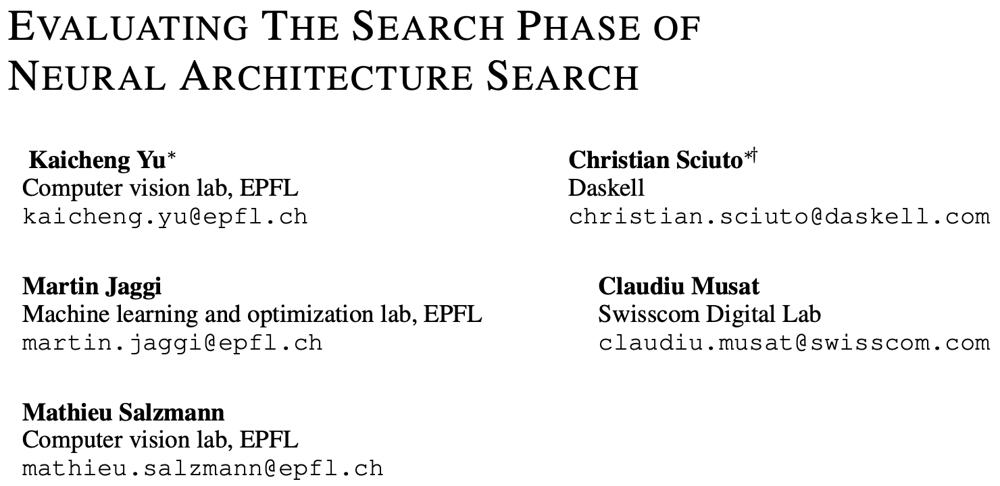 EVALUATING THE SEARCH PHASE OF
NEURAL ARCHITECTURE SEARCH
Kaicheng Yu*
Computer vision lab, EPFL
kaicheng.yu@epfl.ch
Christian Sciuto*†
Daskell
christian.sciuto@daskell.com
Martin Jaggi
Machine learning and optimization lab, EPFL
martin.jaggi@epfl.ch
Claudiu Musat
Swisscom Digital Lab
claudiu.musat@swisscom.com
Mathieu Salzmann
Computer vision lab, EPFL
mathieu.salzmann@epfl.ch